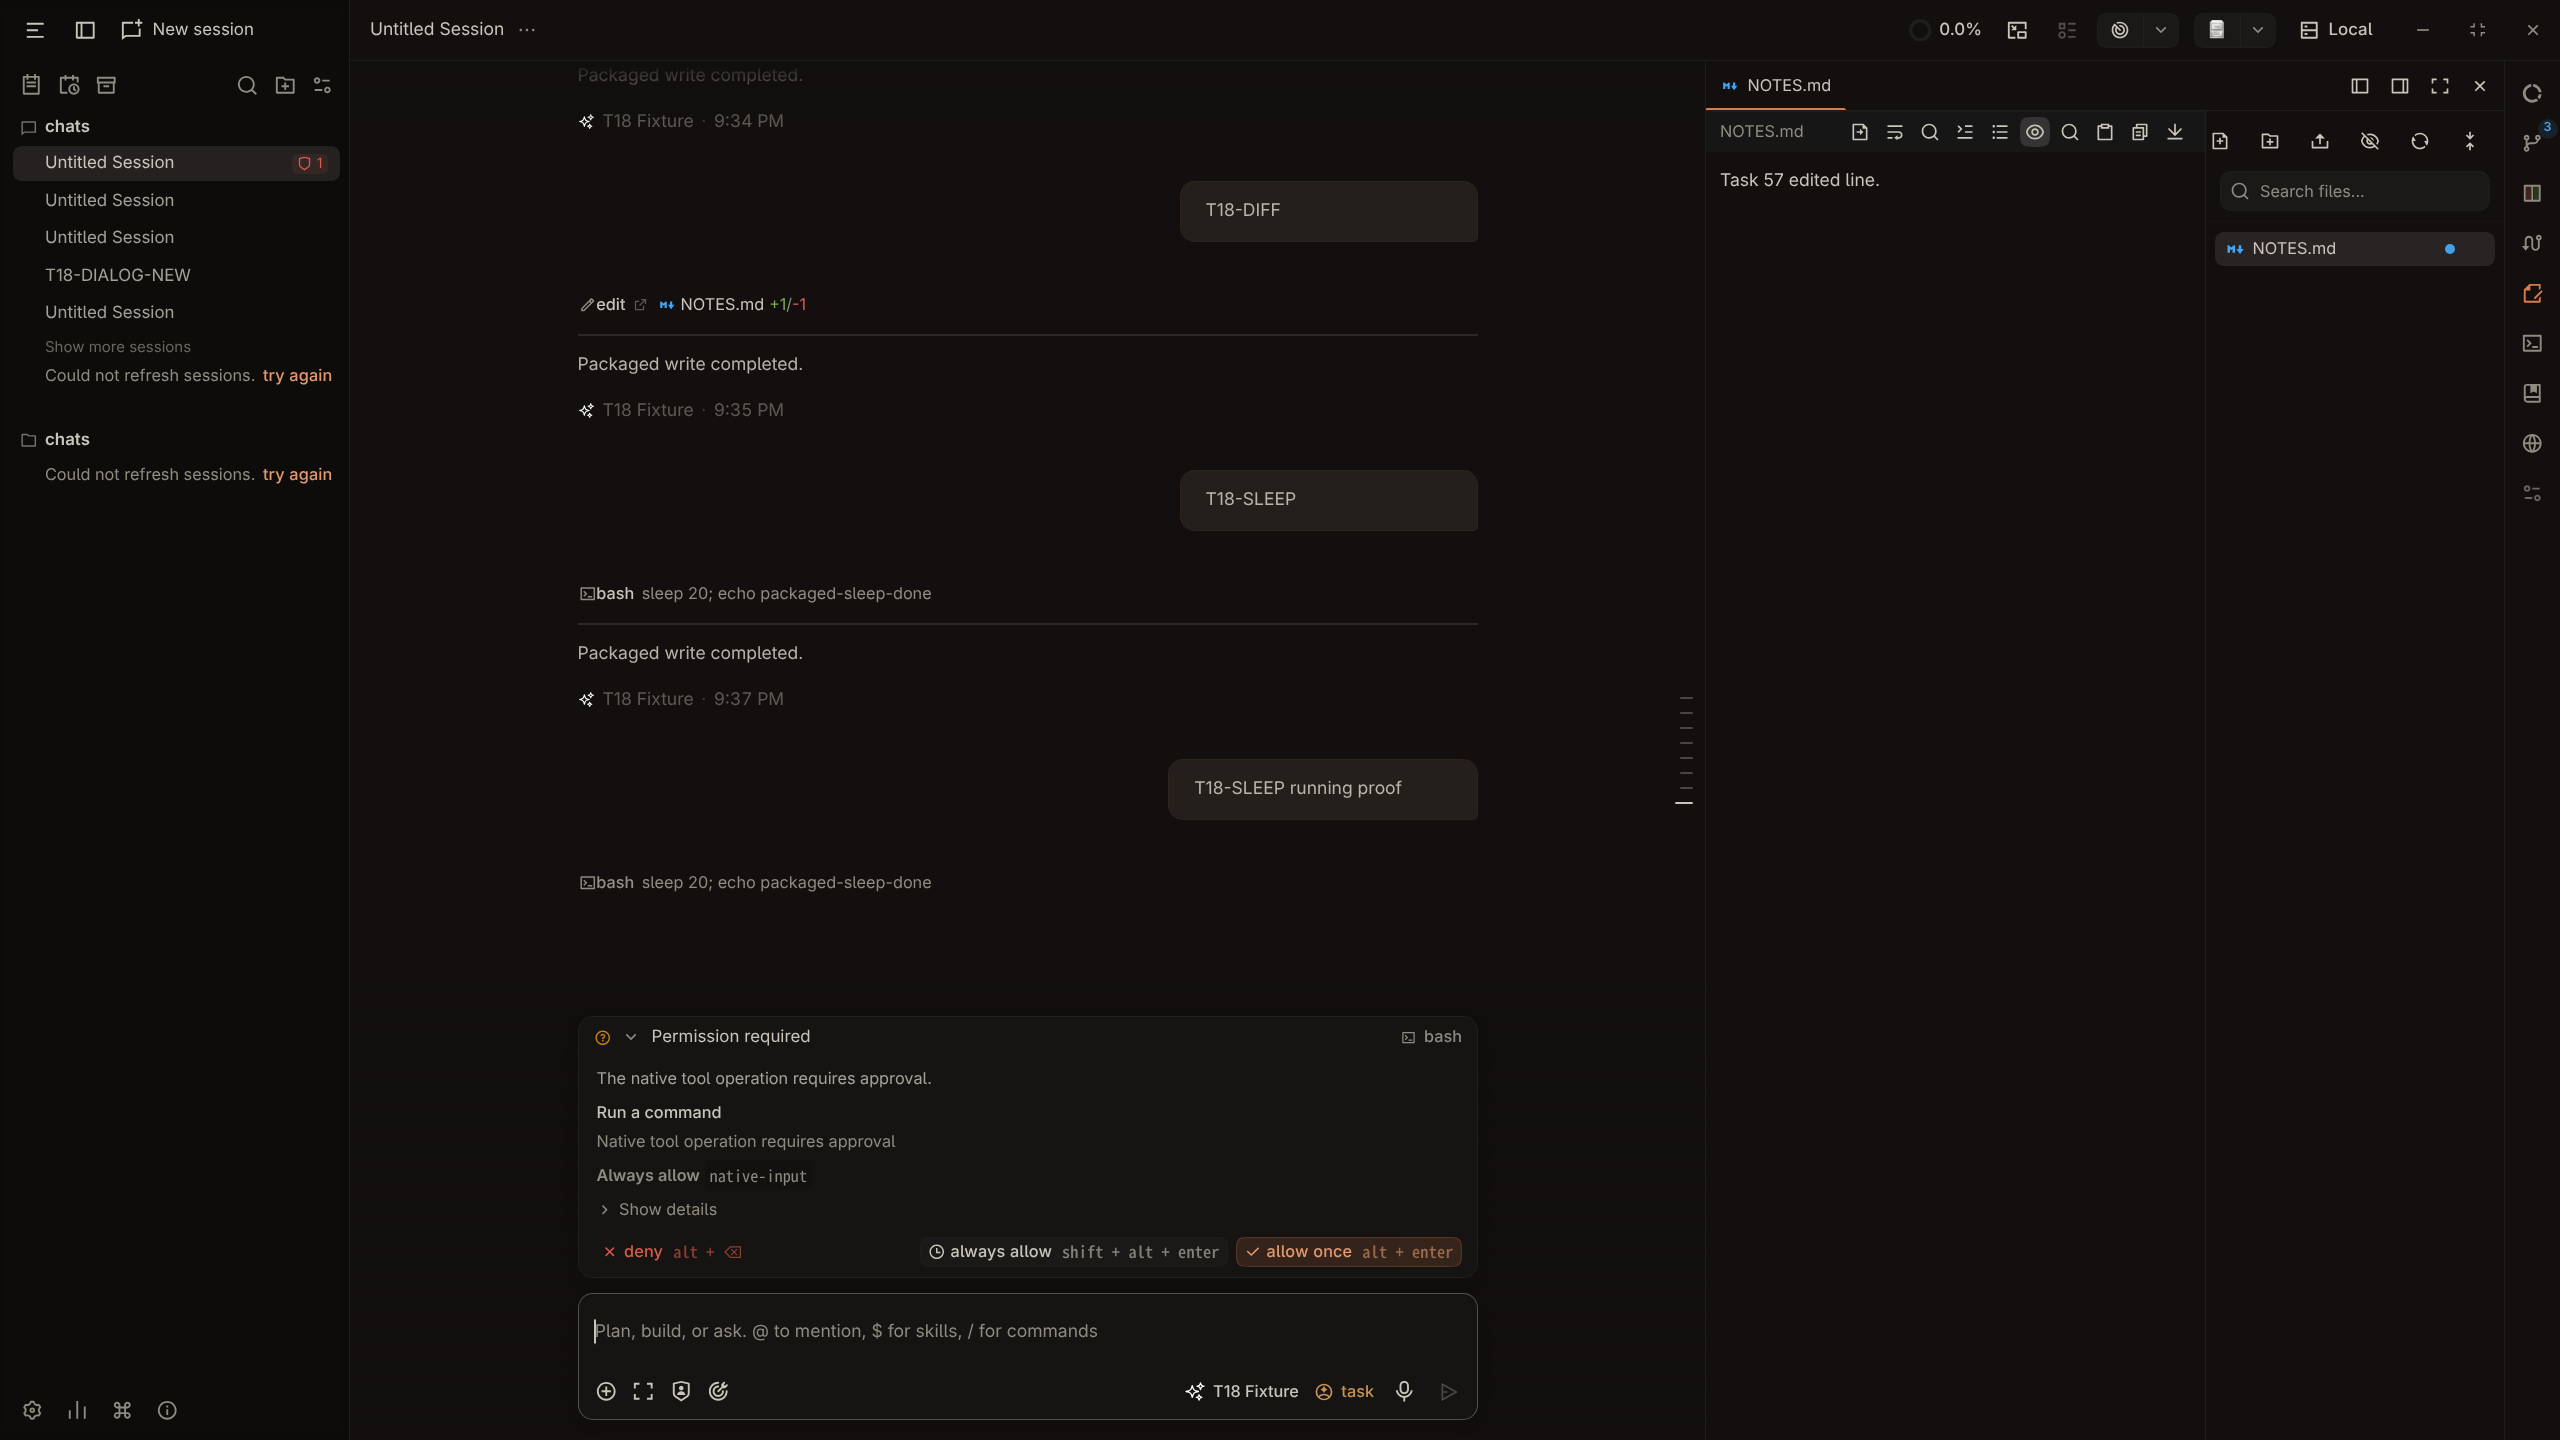 New session
Untitled Session
0.0%
Local
chats
Untitled Session 1
Untitled Session
Untitled Session
T18-DIALOG-NEW
Untitled Session
Show more sessions
Could not refresh sessions. try again
chats
Could not refresh sessions. try again
Packaged write completed.
T18 Fixture · 9:34 PM
T18-DIFF
edit NOTES.md +1/-1
Packaged write completed.
T18 Fixture · 9:35 PM
T18-SLEEP
bash sleep 20; echo packaged-sleep-done
Packaged write completed.
T18 Fixture · 9:37 PM
T18-SLEEP running proof
bash sleep 20; echo packaged-sleep-done
Permission required bash
The native tool operation requires approval.
Run a command
Native tool operation requires approval
Always allow native-input
Show details
deny alt + always allow shift + alt + enter allow once alt + enter
Plan, build, or ask. @ to mention, $ for skills, / for commands
T18 Fixture task
NOTES.md
NOTES.md
Task 57 edited line.
Search files...
NOTES.md
3